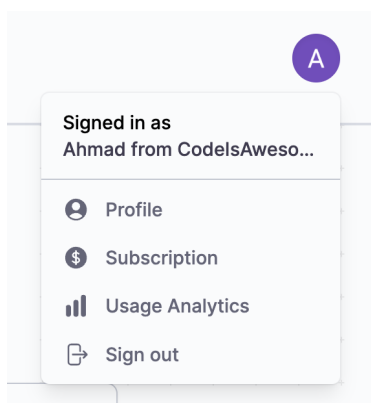 A
Signed in as
Ahmad from CodeIsAweso...
Profile
Subscription
Usage Analytics
Sign out